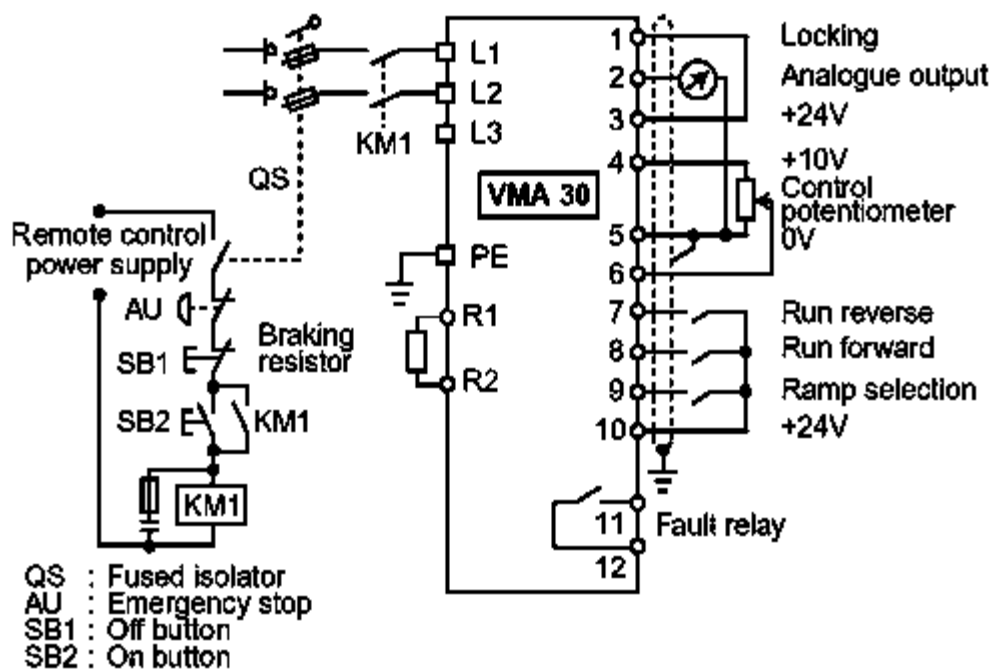 L1
L2
L3
KM1
QS
VMA 30
PE
R1
R2
Braking
resistor
Remote control
power supply
AU
SB1
SB2
KM1
KM1
1 Locking
2 Analogue output
3 +24V
4 +10V
Control
potentiometer
5 0V
6
7 Run reverse
8 Run forward
9 Ramp selection
10 +24V
11 Fault relay
12
QS : Fused isolator
AU : Emergency stop
SB1 : Off button
SB2 : On button